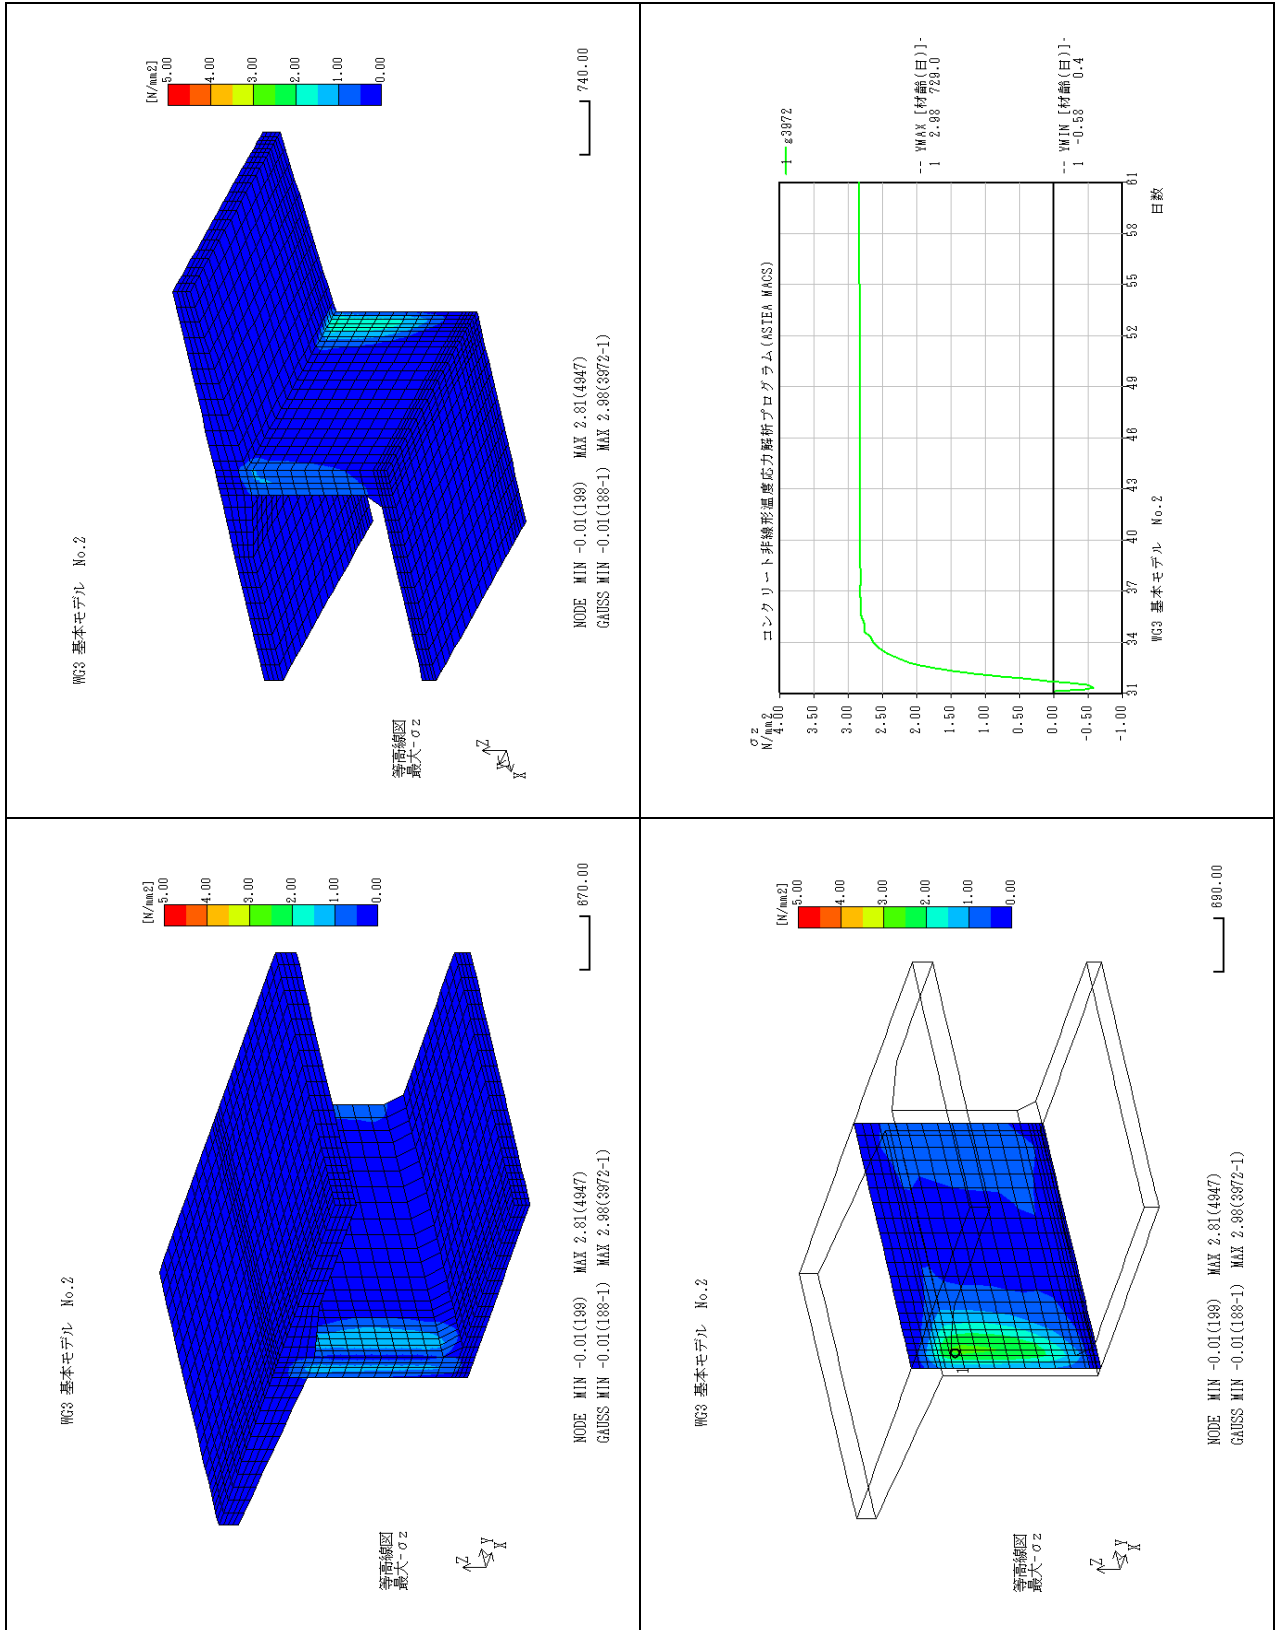 WG3 基本モデル No.2
[N/mm2]
5.00
4.00
3.00
2.00
1.00
0.00
740.00
等高線図
最大-σz
Z
Y
X
NODE MIN -0.01(199) MAX 2.81(4947)
GAUSS MIN -0.01(188-1) MAX 2.98(3972-1)
コンクリート非線形温度応力解析プログラム(ASTEA MACS)
σz
N/mm2
4.00
3.50
3.00
2.50
2.00
1.50
1.00
0.50
0.00
-0.50
-1.00
31
34
37
40
43
46
49
52
55
58
61
日数
1 g3972
-- YMAX [材齢(日)]-
1 2.98 729.0
-- YMIN [材齢(日)]-
1 -0.58 0.4
WG3 基本モデル No.2
WG3 基本モデル No.2
[N/mm2]
5.00
4.00
3.00
2.00
1.00
0.00
670.00
等高線図
最大-σz
Z
Y
X
NODE MIN -0.01(199) MAX 2.81(4947)
GAUSS MIN -0.01(188-1) MAX 2.98(3972-1)
WG3 基本モデル No.2
[N/mm2]
5.00
4.00
3.00
2.00
1.00
0.00
690.00
1
等高線図
最大-σz
Z
Y
X
NODE MIN -0.01(199) MAX 2.81(4947)
GAUSS MIN -0.01(188-1) MAX 2.98(3972-1)